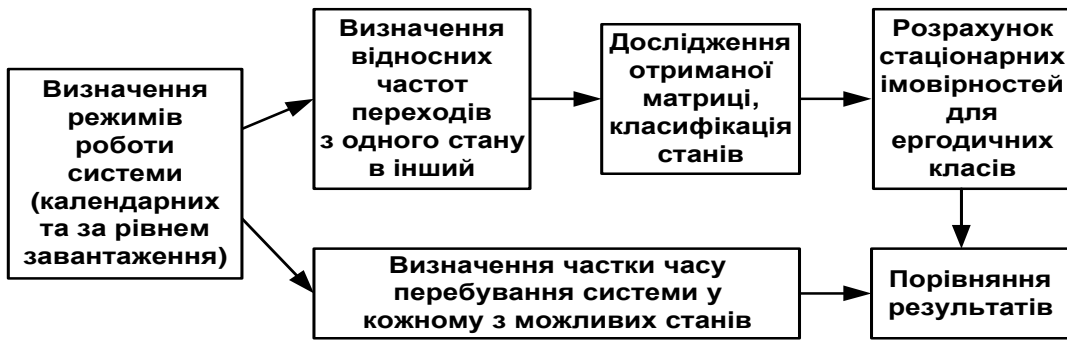 Визначення
режимів
роботи
системи
(календарних
та за рівнем
завантаження)
Визначення
відносних
частот
переходів
з одного стану
в інший
Дослідження
отриманої
матриці,
класифікація
станів
Розрахунок
стаціонарних
імовірностей
для
ергодичних
класів
Визначення частки часу
перебування системи у
кожному з можливих станів
Порівняння
результатів